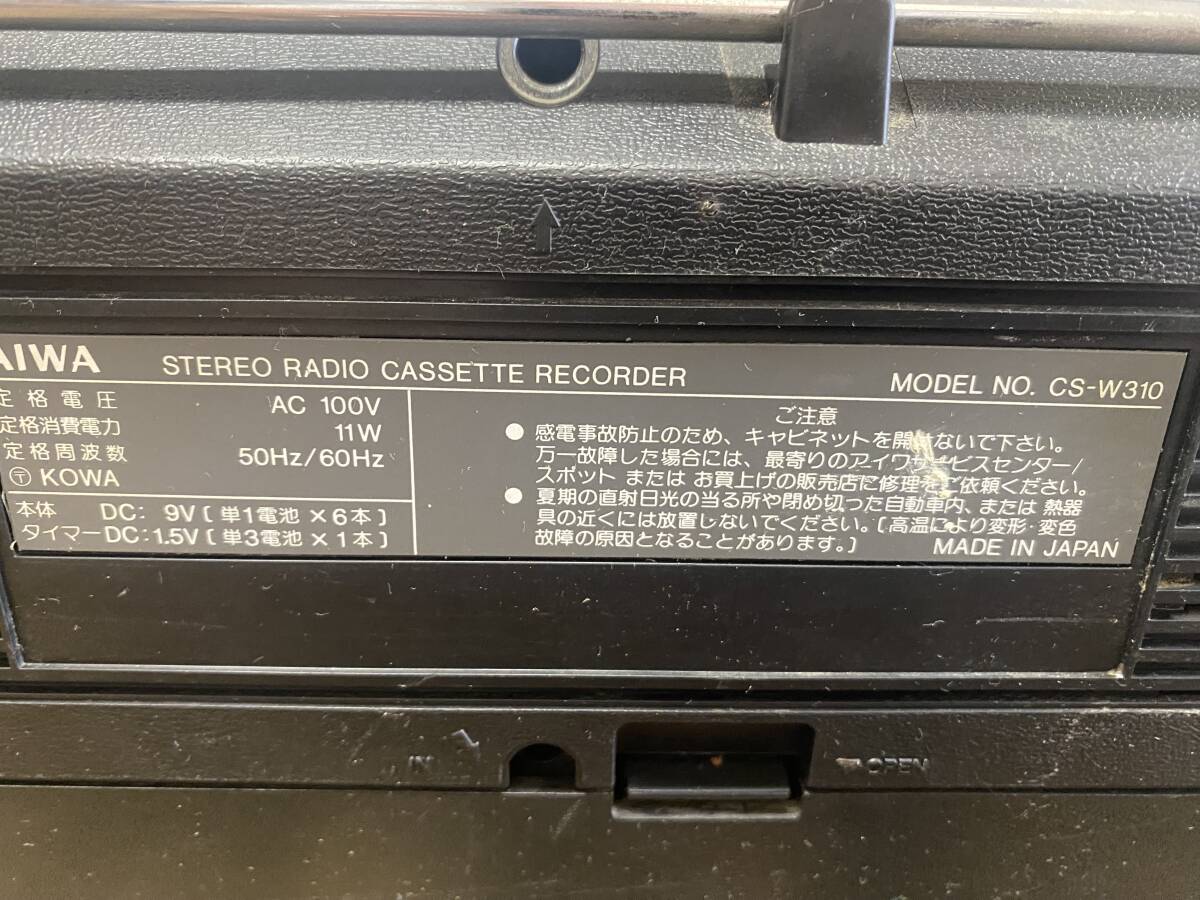 AIWA STEREO RADIO CASSETTE RECORDER MODEL NO. CS-W310
定格電圧 AC 100V
定格消費電力 11W
定格周波数 50Hz/60Hz
〒 KOWA
本体 DC: 9V〔単1電池×6本〕
タイマーDC:1.5V〔単3電池×1本〕
ご注意
● 感電事故防止のため、キャビネットを開けないで下さい。
万一故障した場合には、最寄りのアイワサービスセンター/
スポット または お買上げの販売店に修理をご依頼ください。
● 夏期の直射日光の当る所や閉め切った自動車内、または 熱器
具の近くには放置しないでください。〔高温により変形・変色
故障の原因となることがあります。〕
MADE IN JAPAN
IN
OPEN